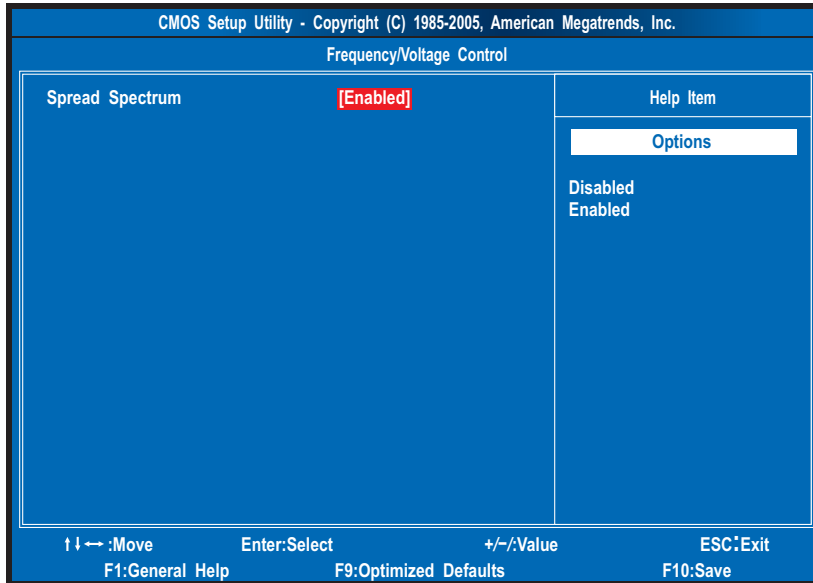 CMOS Setup Utility - Copyright (C) 1985-2005, American Megatrends, Inc.
Frequency/Voltage Control
Spread Spectrum [Enabled]
Help Item
Options
Disabled
Enabled
↑↓↔ :Move Enter:Select +/−/:Value ESC:Exit
F1:General Help F9:Optimized Defaults F10:Save